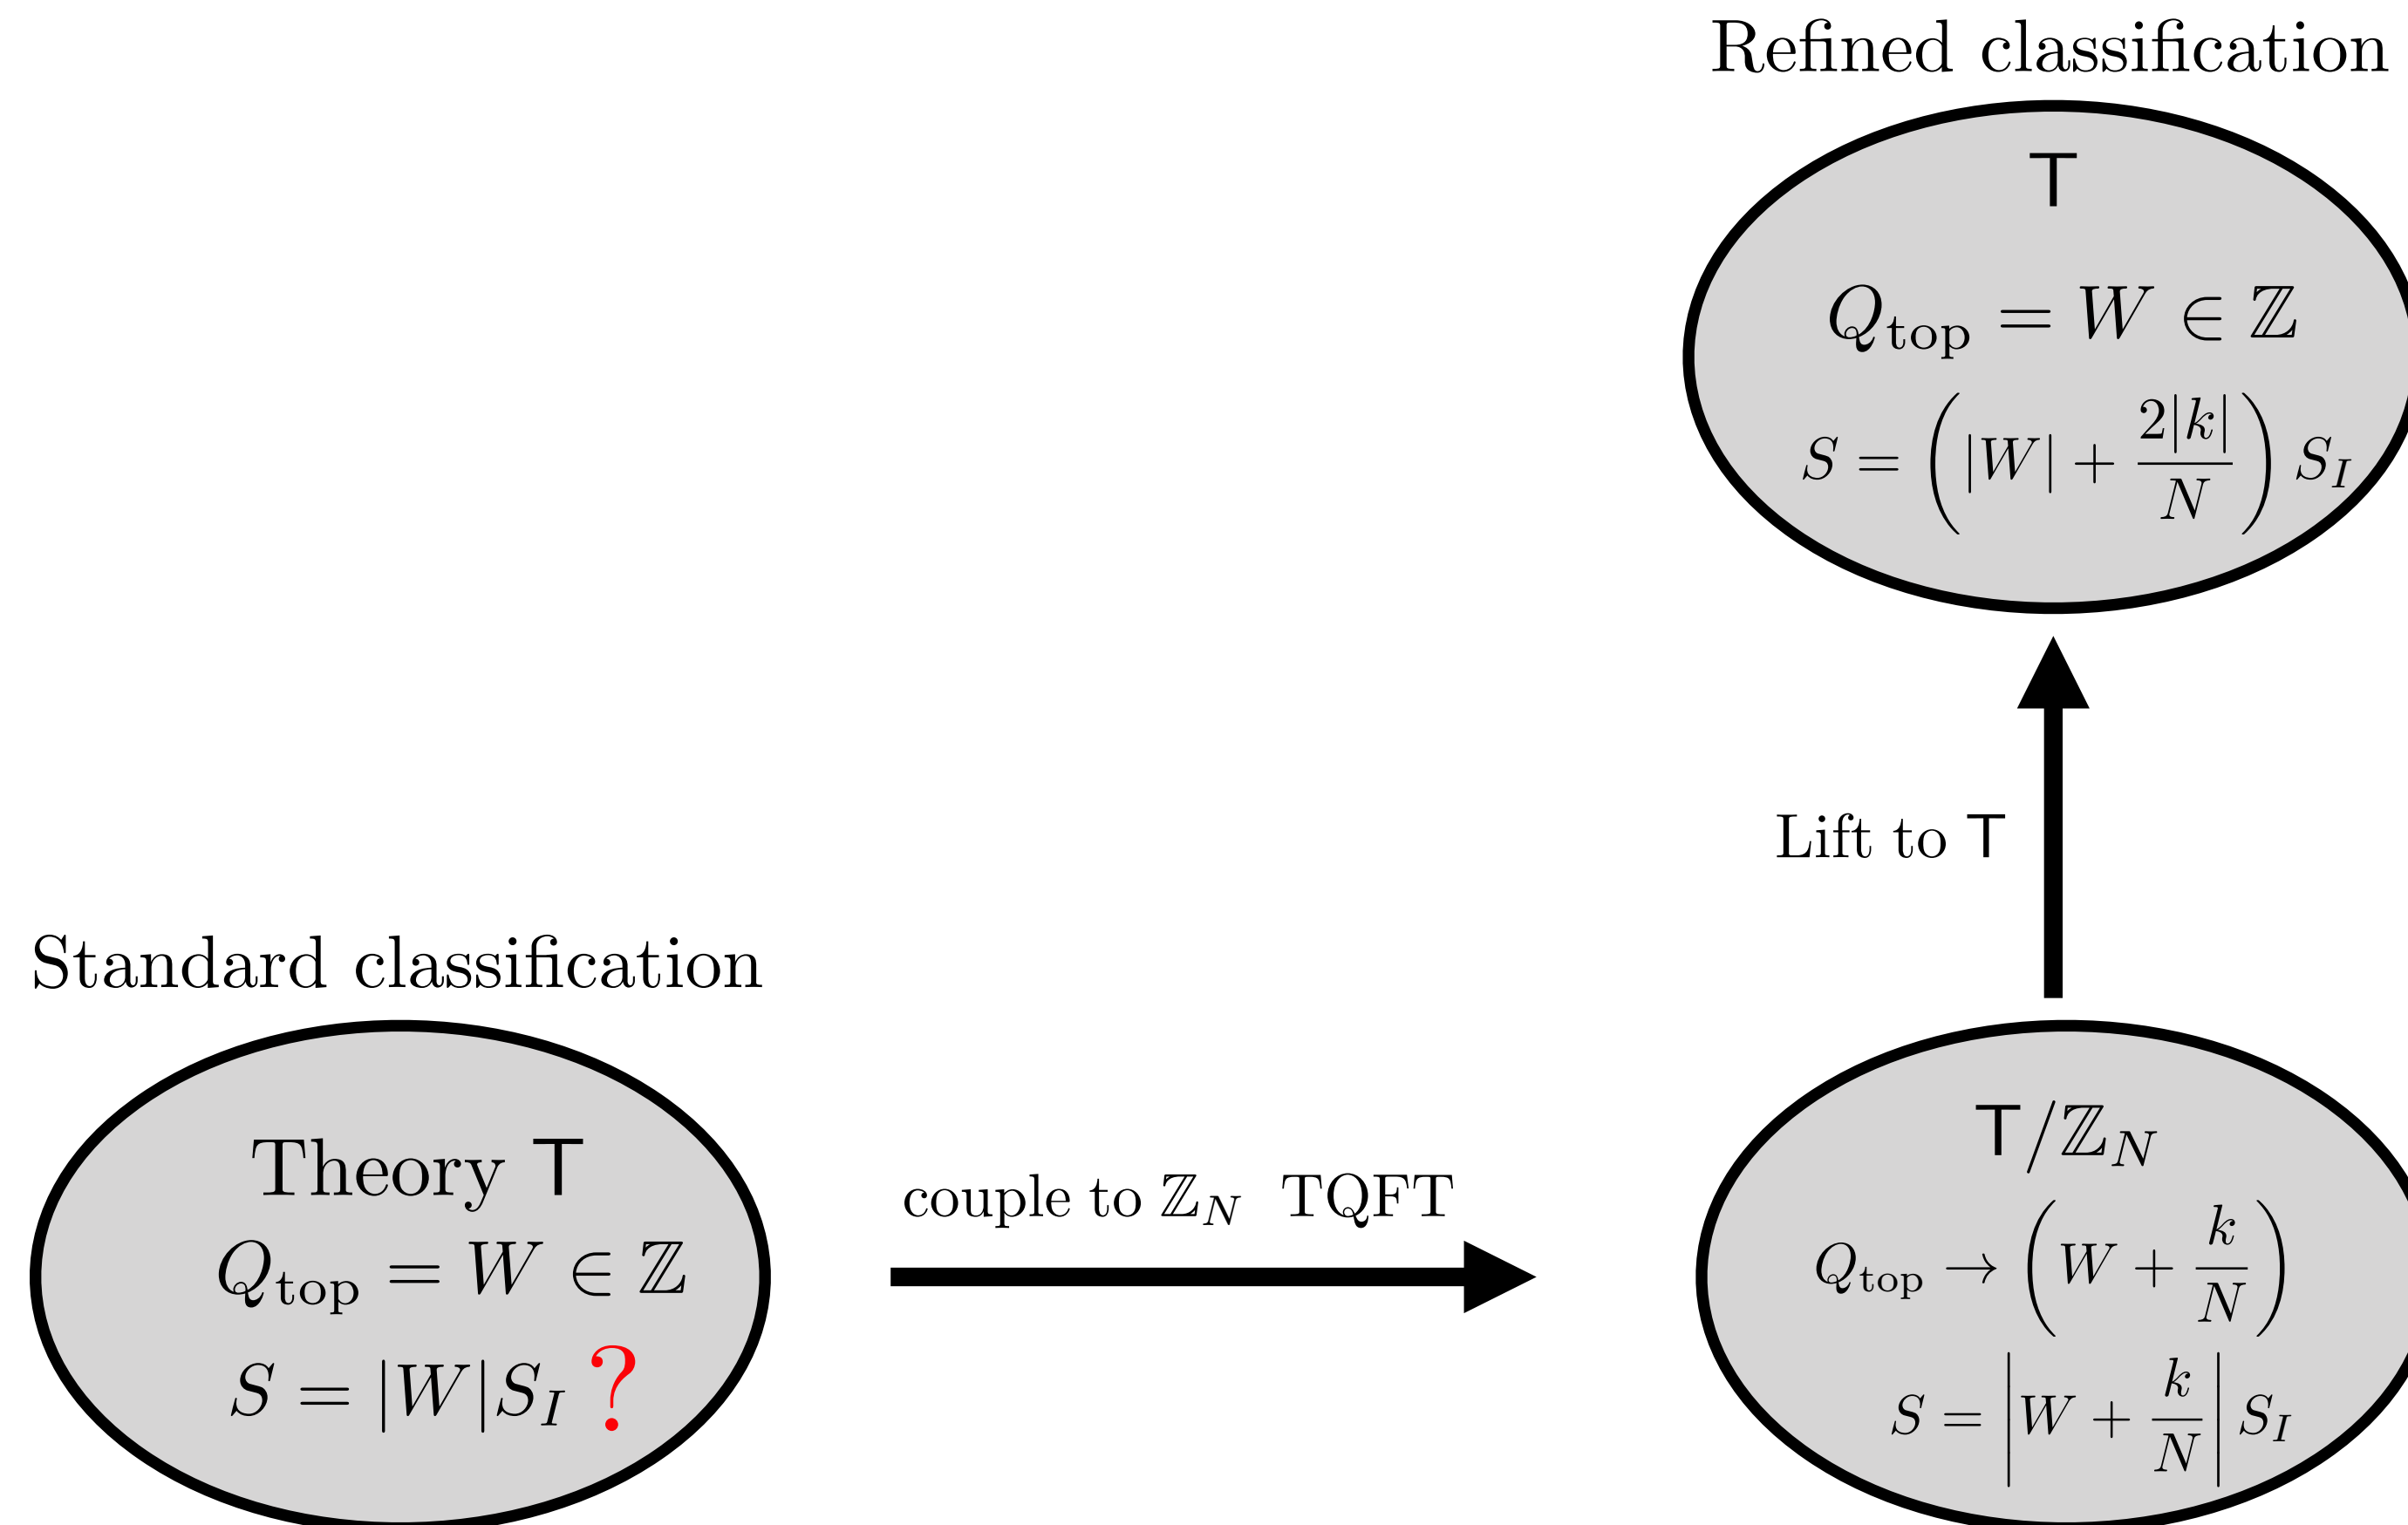 Refined classification
T
Q_top = W ∈ ℤ
S = (|W| + 2|k|/N) S_I
Lift to T
Standard classification
Theory T
Q_top = W ∈ ℤ
S = |W|S_I ?
couple to ℤ_N TQFT
T/ℤ_N
Q_top → (W + k/N)
S = |W + k/N| S_I